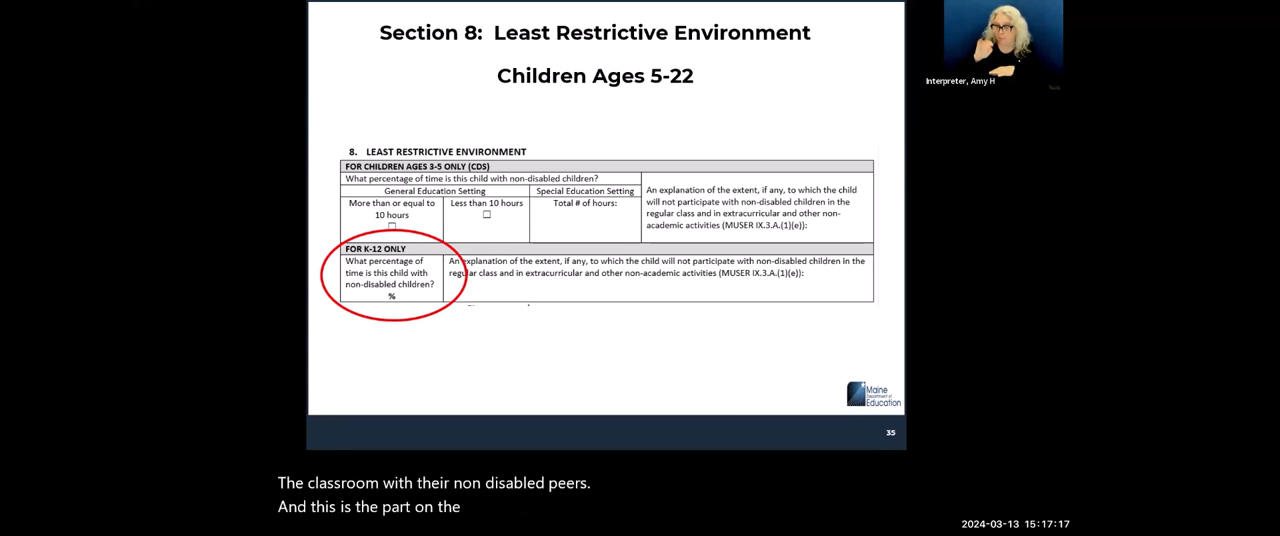 Section 8:  Least Restrictive Environment
Children Ages 5-22
Interpreter, Amy H
8. LEAST RESTRICTIVE ENVIRONMENT
FOR CHILDREN AGES 3-5 ONLY (CDS)
What percentage of time is this child with non-disabled children?
General Education Setting
Special Education Setting
More than or equal to
10 hours
☐
Less than 10 hours
☐
Total # of hours:
An explanation of the extent, if any, to which the child
will not participate with non-disabled children in the
regular class and in extracurricular and other non-
academic activities (MUSER IX.3.A.(1)(e)):
FOR K-12 ONLY
What percentage of
time is this child with
non-disabled children?
%
An explanation of the extent, if any, to which the child will not participate with non-disabled children in the
regular class and in extracurricular and other non-academic activities (MUSER IX.3.A.(1)(e)):
Maine
Department of
Education
35
The classroom with their non disabled peers.
And this is the part on the
2024-03-13 15:17:17